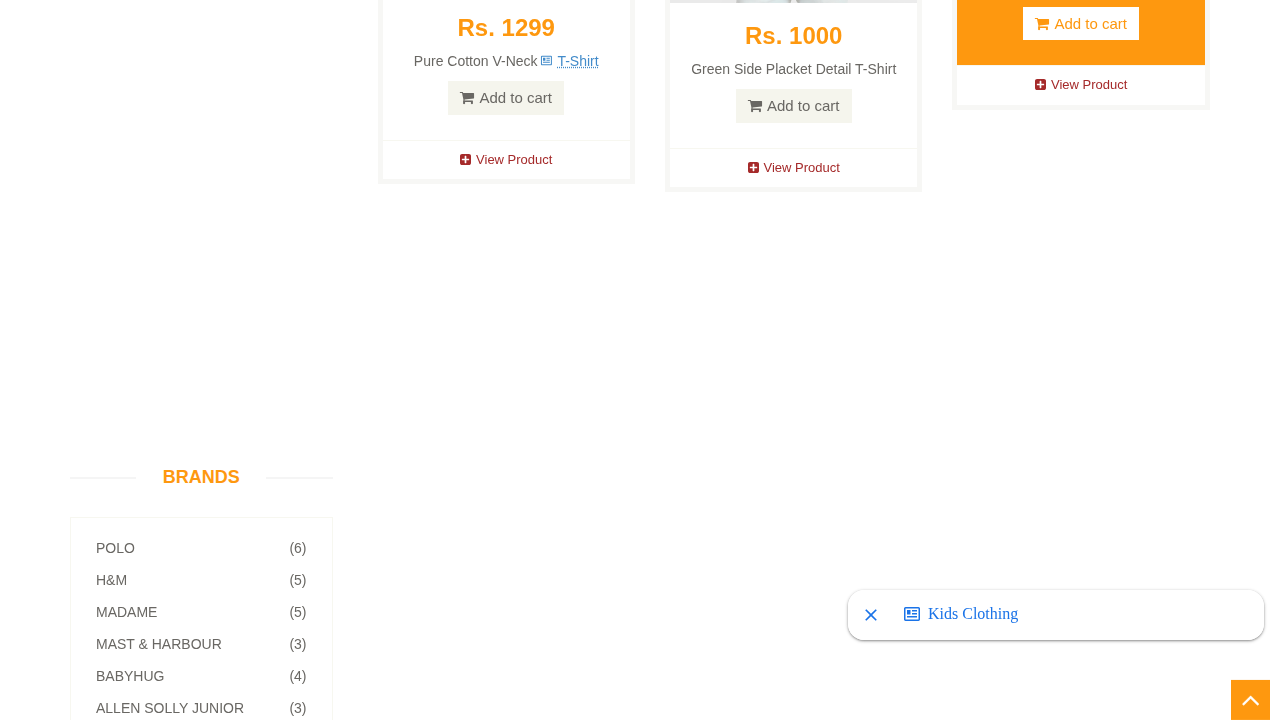 Rs. 1299
Pure Cotton V-Neck T-Shirt
Add to cart
View Product
Rs. 1000
Green Side Placket Detail T-Shirt
Add to cart
View Product
Add to cart
View Product
BRANDS
POLO (6)
H&M (5)
MADAME (5)
MAST & HARBOUR (3)
BABYHUG (4)
ALLEN SOLLY JUNIOR (3)
Kids Clothing